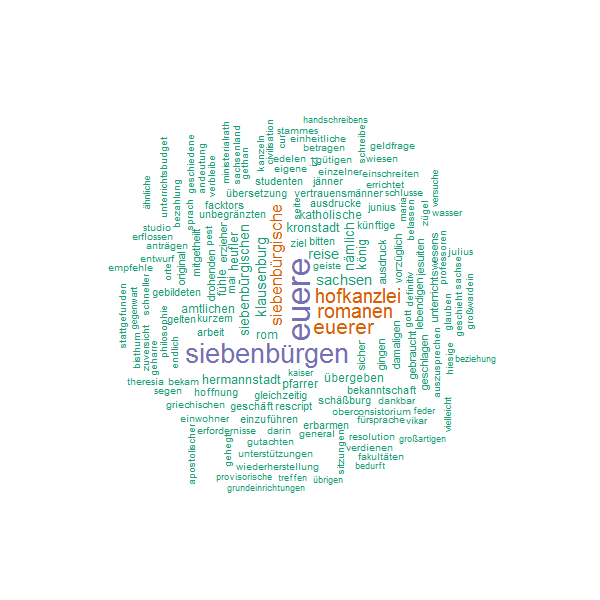 handschreibens
stammes
einheitliche
betragen
geldfrage
edelen
gütigen
wiesen
eigene
einzelner
einschreiten
studenten
jänner
errichtet
übersetzung
vertrauensmänner
schlusse
facktors
ausdrucke
junius
unbegränzten
katholische
künftige
wasser
studio
kronstadt
erflossen
ziel
bitten
anträgen
reise
julius
entwurf
geiste
empfehle
sachsen
gebildeten
hofkanzlei
amtlichen
romanen
gelten
kurzem
euerer
arbeit
rom
siebenbürgen
beziehung
kaiser
theresia
bekam
hermannstadt
pfarrer
übergeben
segen
hoffnung
gleichzeitig
bekanntschaft
schäßburg
dankbar
griechischen
geschäft
rescript
oberconsistorium
feder
einwohner
einzuführen
erbarmen
fürsprache
vikar
erfordernisse
darin
general
resolution
großartigen
gutachten
verdienen
unterstützungen
fakultäten
wiederherstellung
bedurft
provisorische
treffen
übrigen
grundeinrichtungen
ähnliche
unterrichtsbudget
bezahlung
geschiedene
sprach
andeutung
verbleibe
ministerialrath
sachsenland
gethan
kanzeln
civilisation
cur
schreiben
seite
maria
belassen
zügel
versuche
stattgefunden
gegenwart
bisthum
schneller
zuversicht
geharre
philosophie
orte
endlich
original
mitgetheilt
pest
drohenden
fühle
erzieher
mai
heufler
siebenbürgischen
klausenburg
siebenbürgische
euere
nämlich
könig
ausdruck
vorzüglich
gott
definitiv
lebendigen
jesuiten
unterrichtswesens
professoren
glauben
geschieht
sachse
großwardein
sicher
gingen
damaligen
gebraucht
geschlagen
auszusprechen
hiesige
vielleicht
apostolischer
gehegt
sitzungen